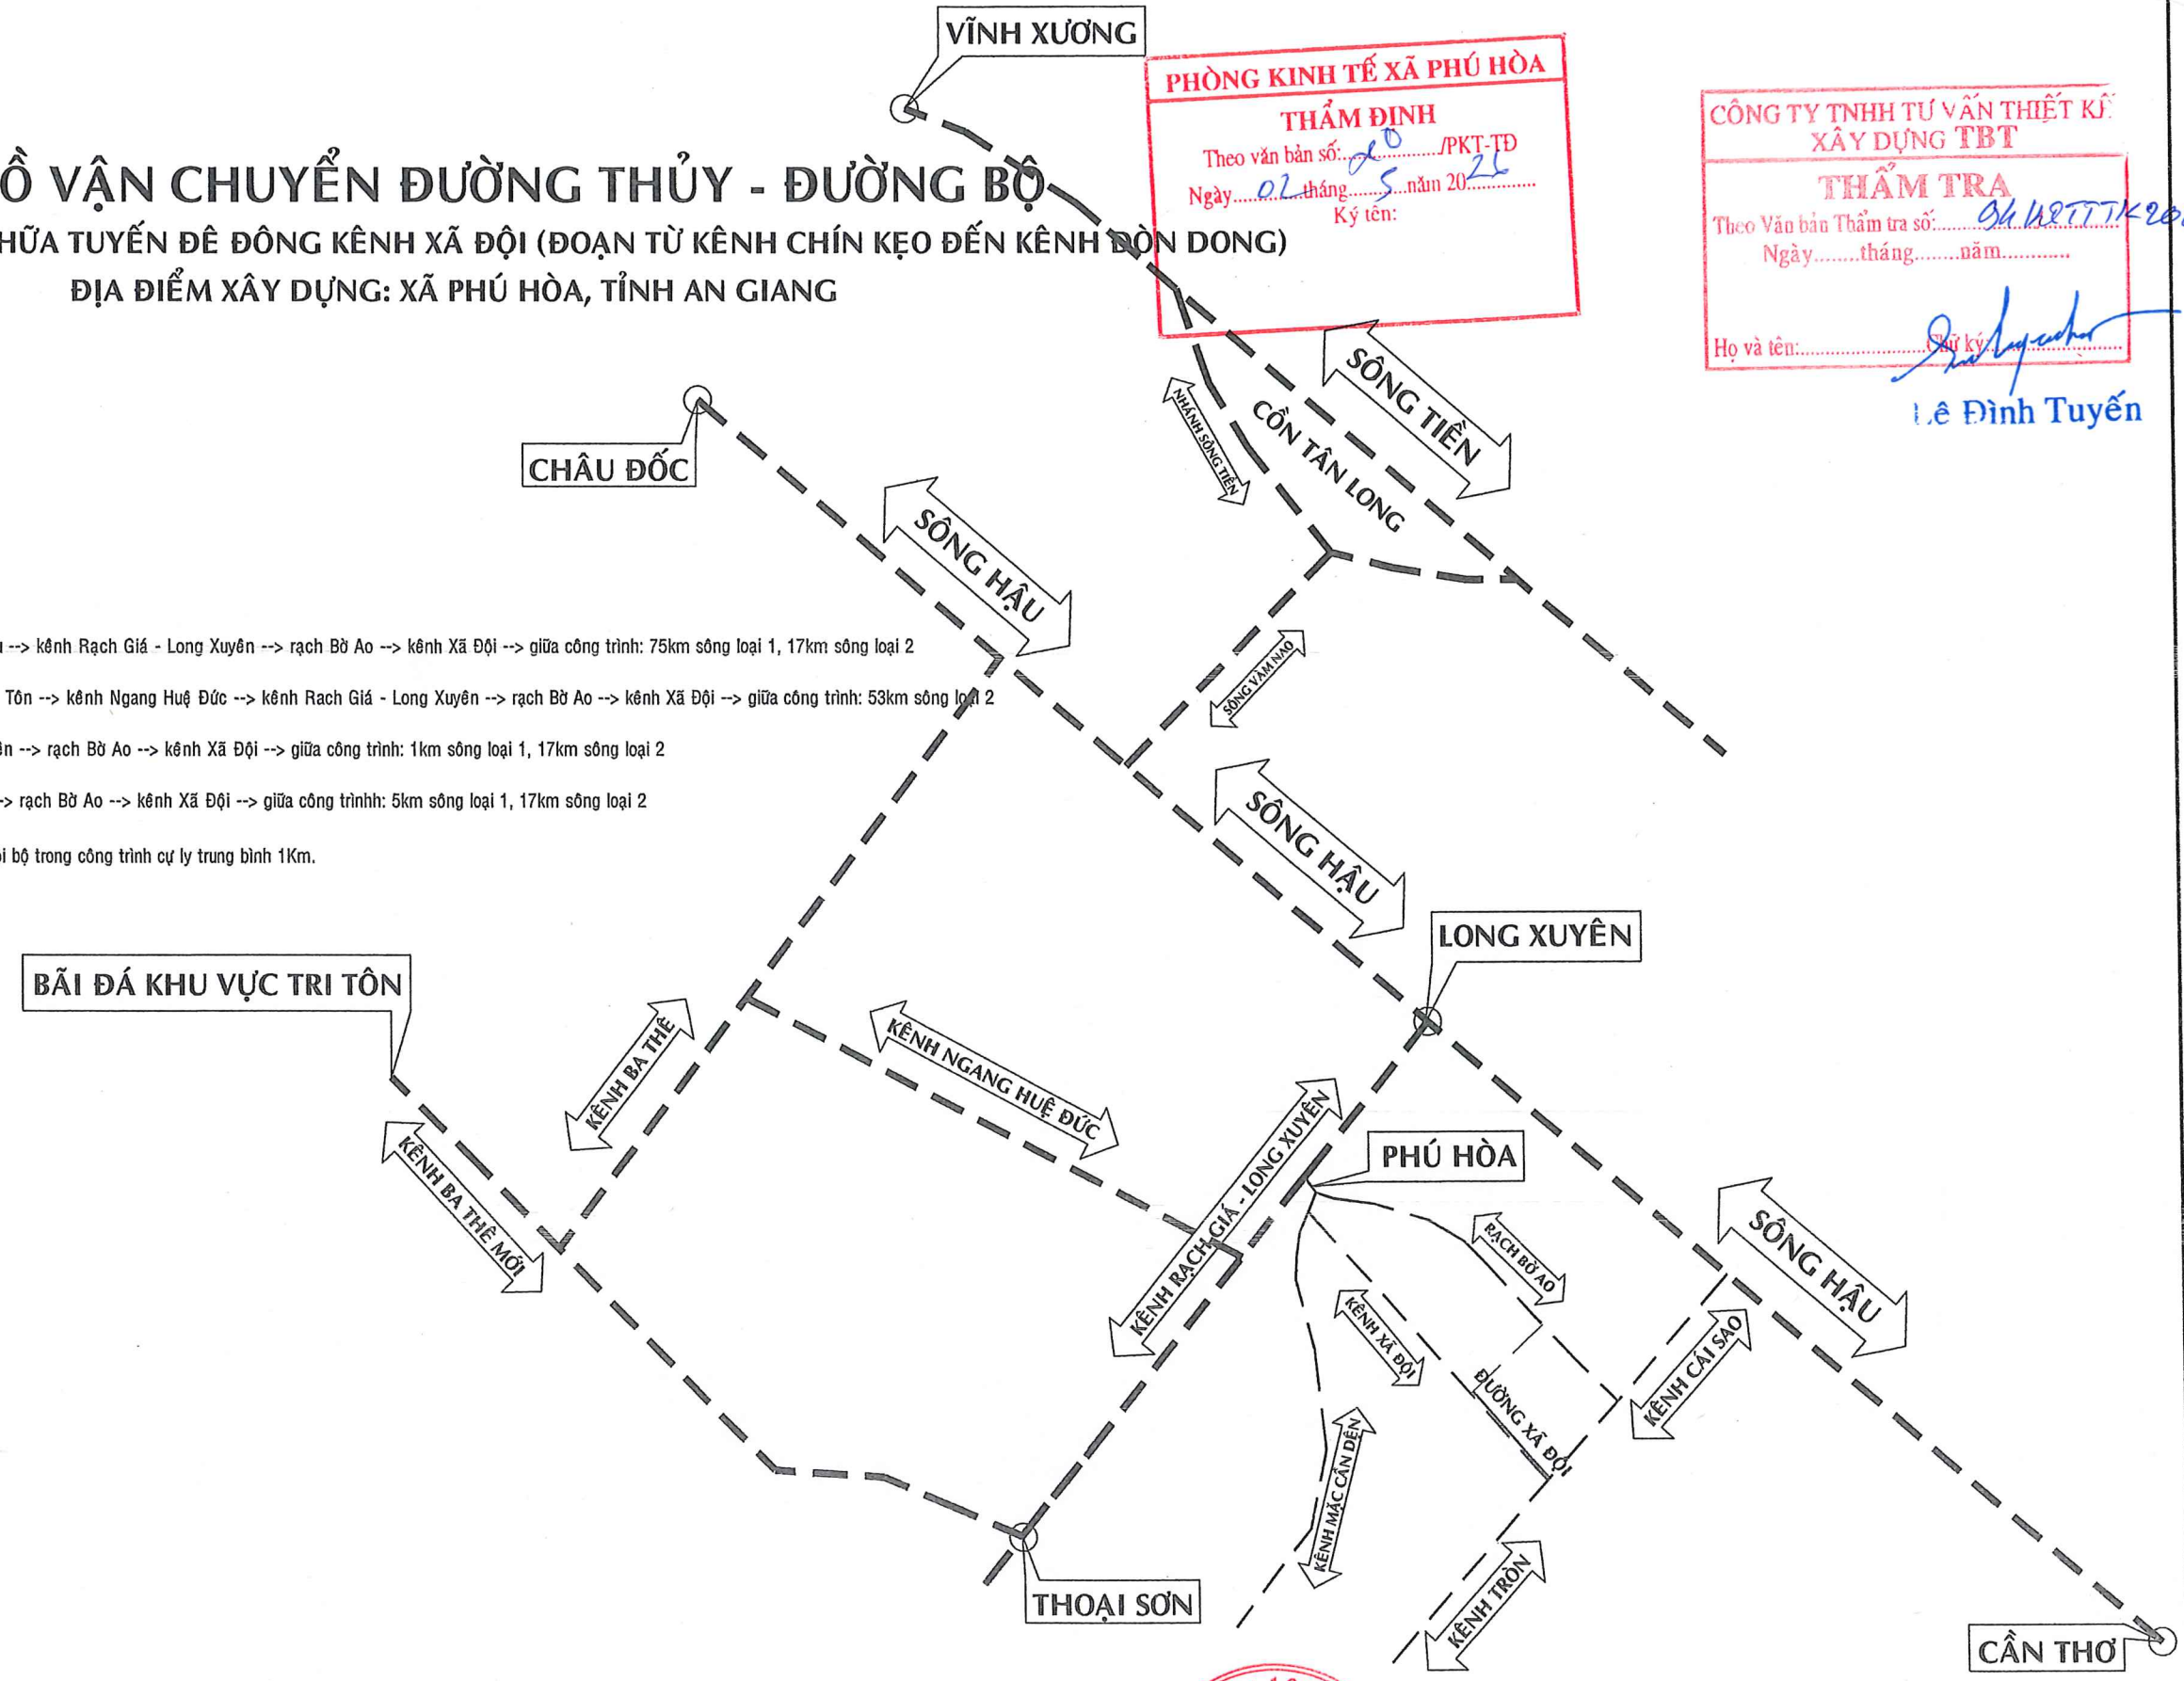 VĨNH XƯƠNG
PHÒNG KINH TẾ XÃ PHÚ HÒA
THẨM ĐỊNH
Theo văn bản số:............../PKT-TĐ
Ngày 02 tháng 5 năm 2026
Ký tên:
CÔNG TY TNHH TƯ VẤN THIẾT KẾ
XÂY DỰNG TBT
THẨM TRA
Theo Văn bản Thẩm tra số:
Ngày........tháng........năm............
Họ và tên:........................Chữ ký
Lê Đình Tuyến
Ồ VẬN CHUYỂN ĐƯỜNG THỦY - ĐƯỜNG BỘ
HỮA TUYẾN ĐÊ ĐÔNG KÊNH XÃ ĐỘI (ĐOẠN TỪ KÊNH CHÍN KẸO ĐẾN KÊNH ĐÒN DONG)
ĐỊA ĐIỂM XÂY DỰNG: XÃ PHÚ HÒA, TỈNH AN GIANG
SÔNG TIỀN
NHÁNH SÔNG TIỀN
CỒN TÂN LONG
CHÂU ĐỐC
SÔNG HẬU
SÔNG VÀM NAO
--> kênh Rạch Giá - Long Xuyên --> rạch Bờ Ao --> kênh Xã Đội --> giữa công trình: 75km sông loại 1, 17km sông loại 2
Tôn --> kênh Ngang Huệ Đức --> kênh Rach Giá - Long Xuyên --> rạch Bờ Ao --> kênh Xã Đội --> giữa công trình: 53km sông loại 2
ên --> rạch Bờ Ao --> kênh Xã Đội --> giữa công trình: 1km sông loại 1, 17km sông loại 2
-> rạch Bờ Ao --> kênh Xã Đội --> giữa công trìnhh: 5km sông loại 1, 17km sông loại 2
i bộ trong công trình cự ly trung bình 1Km.
SÔNG HẬU
LONG XUYÊN
BÃI ĐÁ KHU VỰC TRI TÔN
KÊNH BA THÊ
KÊNH NGANG HUỆ ĐỨC
KÊNH BA THÊ MỚI
KÊNH RẠCH GIÁ - LONG XUYÊN
PHÚ HÒA
RẠCH BỜ AO
SÔNG HẬU
KÊNH XÃ ĐỘI
KÊNH CÁI SAO
ĐƯỜNG XÃ ĐỘI
KÊNH MẶC CẦN DỆN
KÊNH TRÒN
THOẠI SƠN
CẦN THƠ